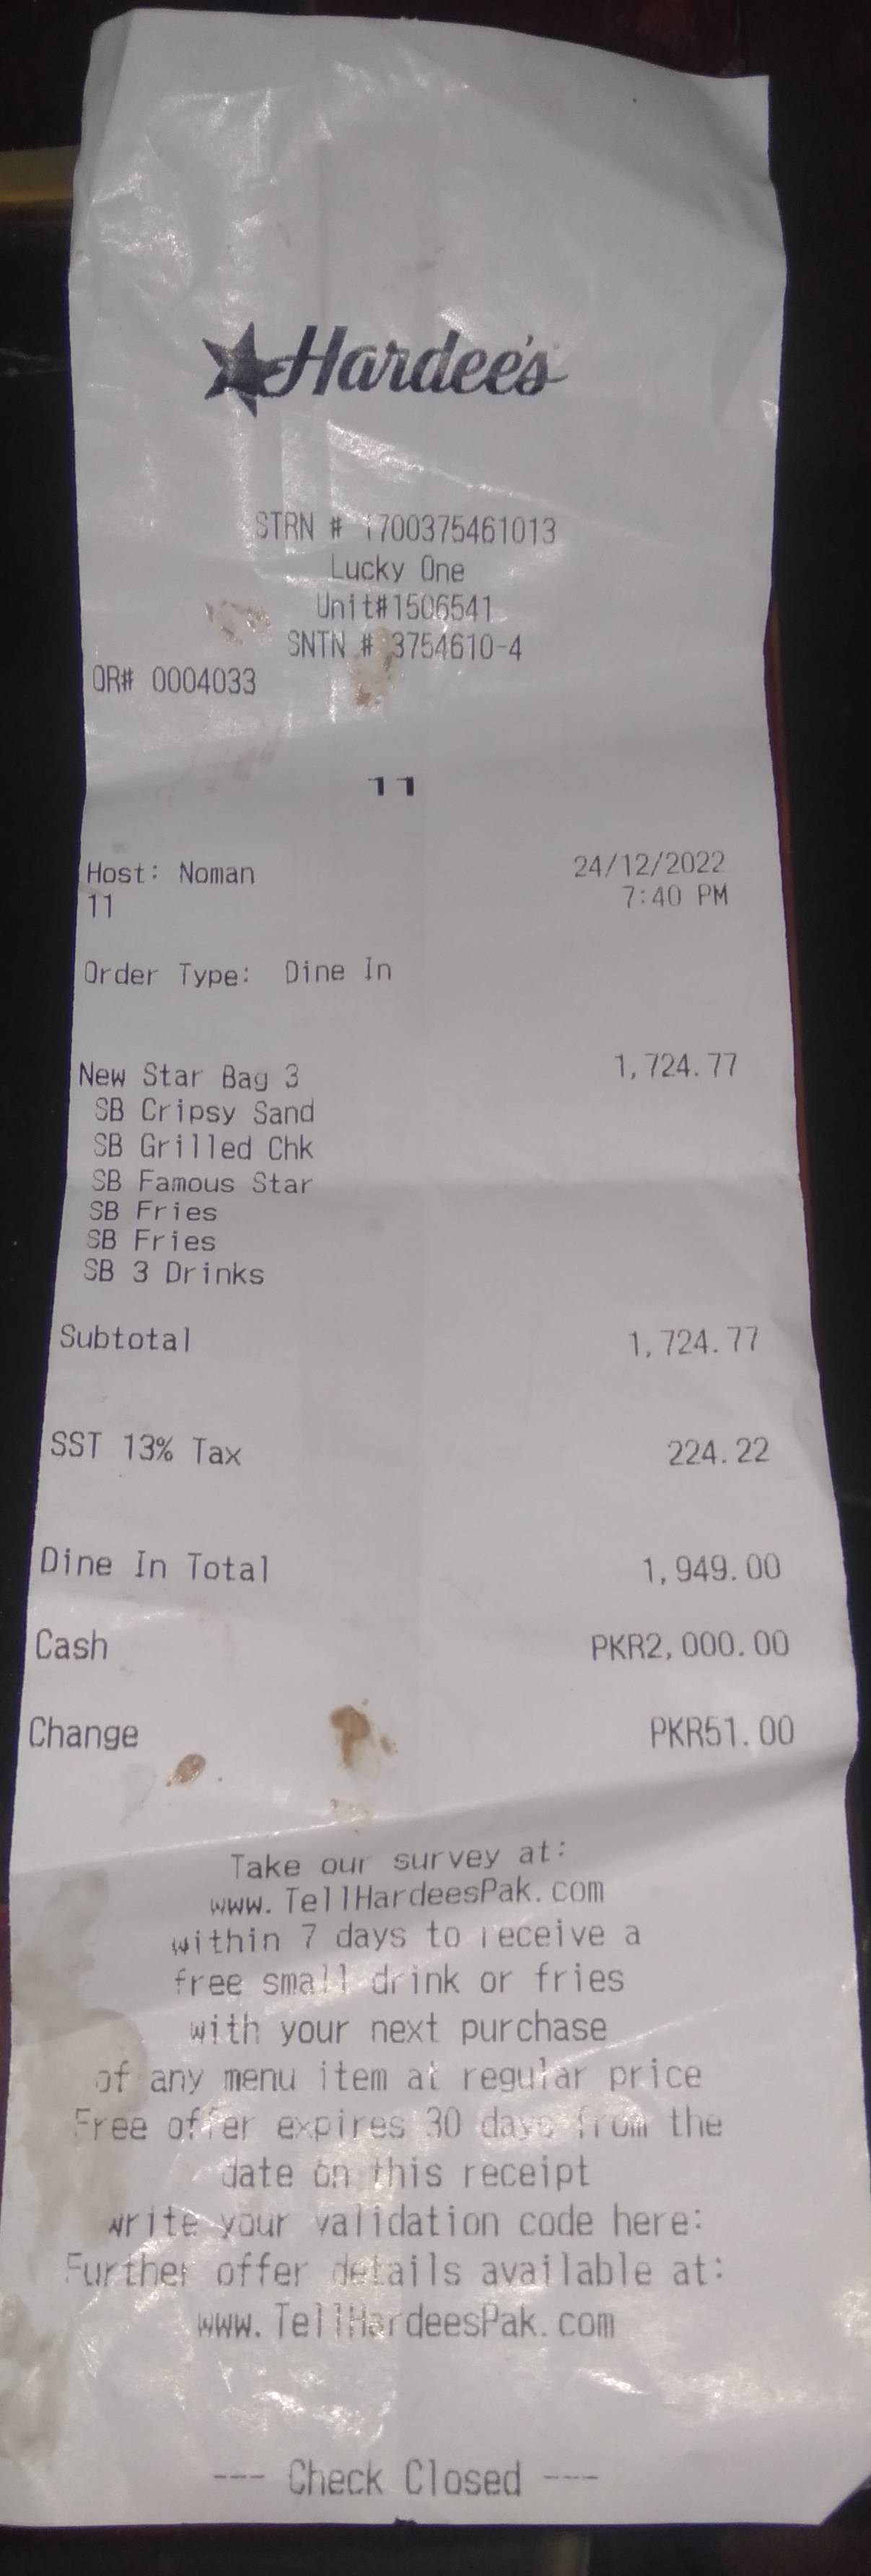 Hardee's
STRN # 1700375461013
Lucky One
Unit#1506541
SNTN # 3754610-4
OR# 0004033
11
Host: Noman 24/12/2022
11 7:40 PM
Order Type: Dine In
New Star Bag 3 1,724.77
SB Cripsy Sand
SB Grilled Chk
SB Famous Star
SB Fries
SB Fries
SB 3 Drinks
Subtotal 1,724.77
SST 13% Tax 224.22
Dine In Total 1,949.00
Cash PKR2,000.00
Change PKR51.00
Take our survey at:
www.TellHardeesPak.com
within 7 days to receive a
free small drink or fries
with your next purchase
of any menu item at regular price
Free offer expires 30 days from the
date on this receipt
write your validation code here:
Further offer details available at:
www.TellHardeesPak.com
--- Check Closed ---